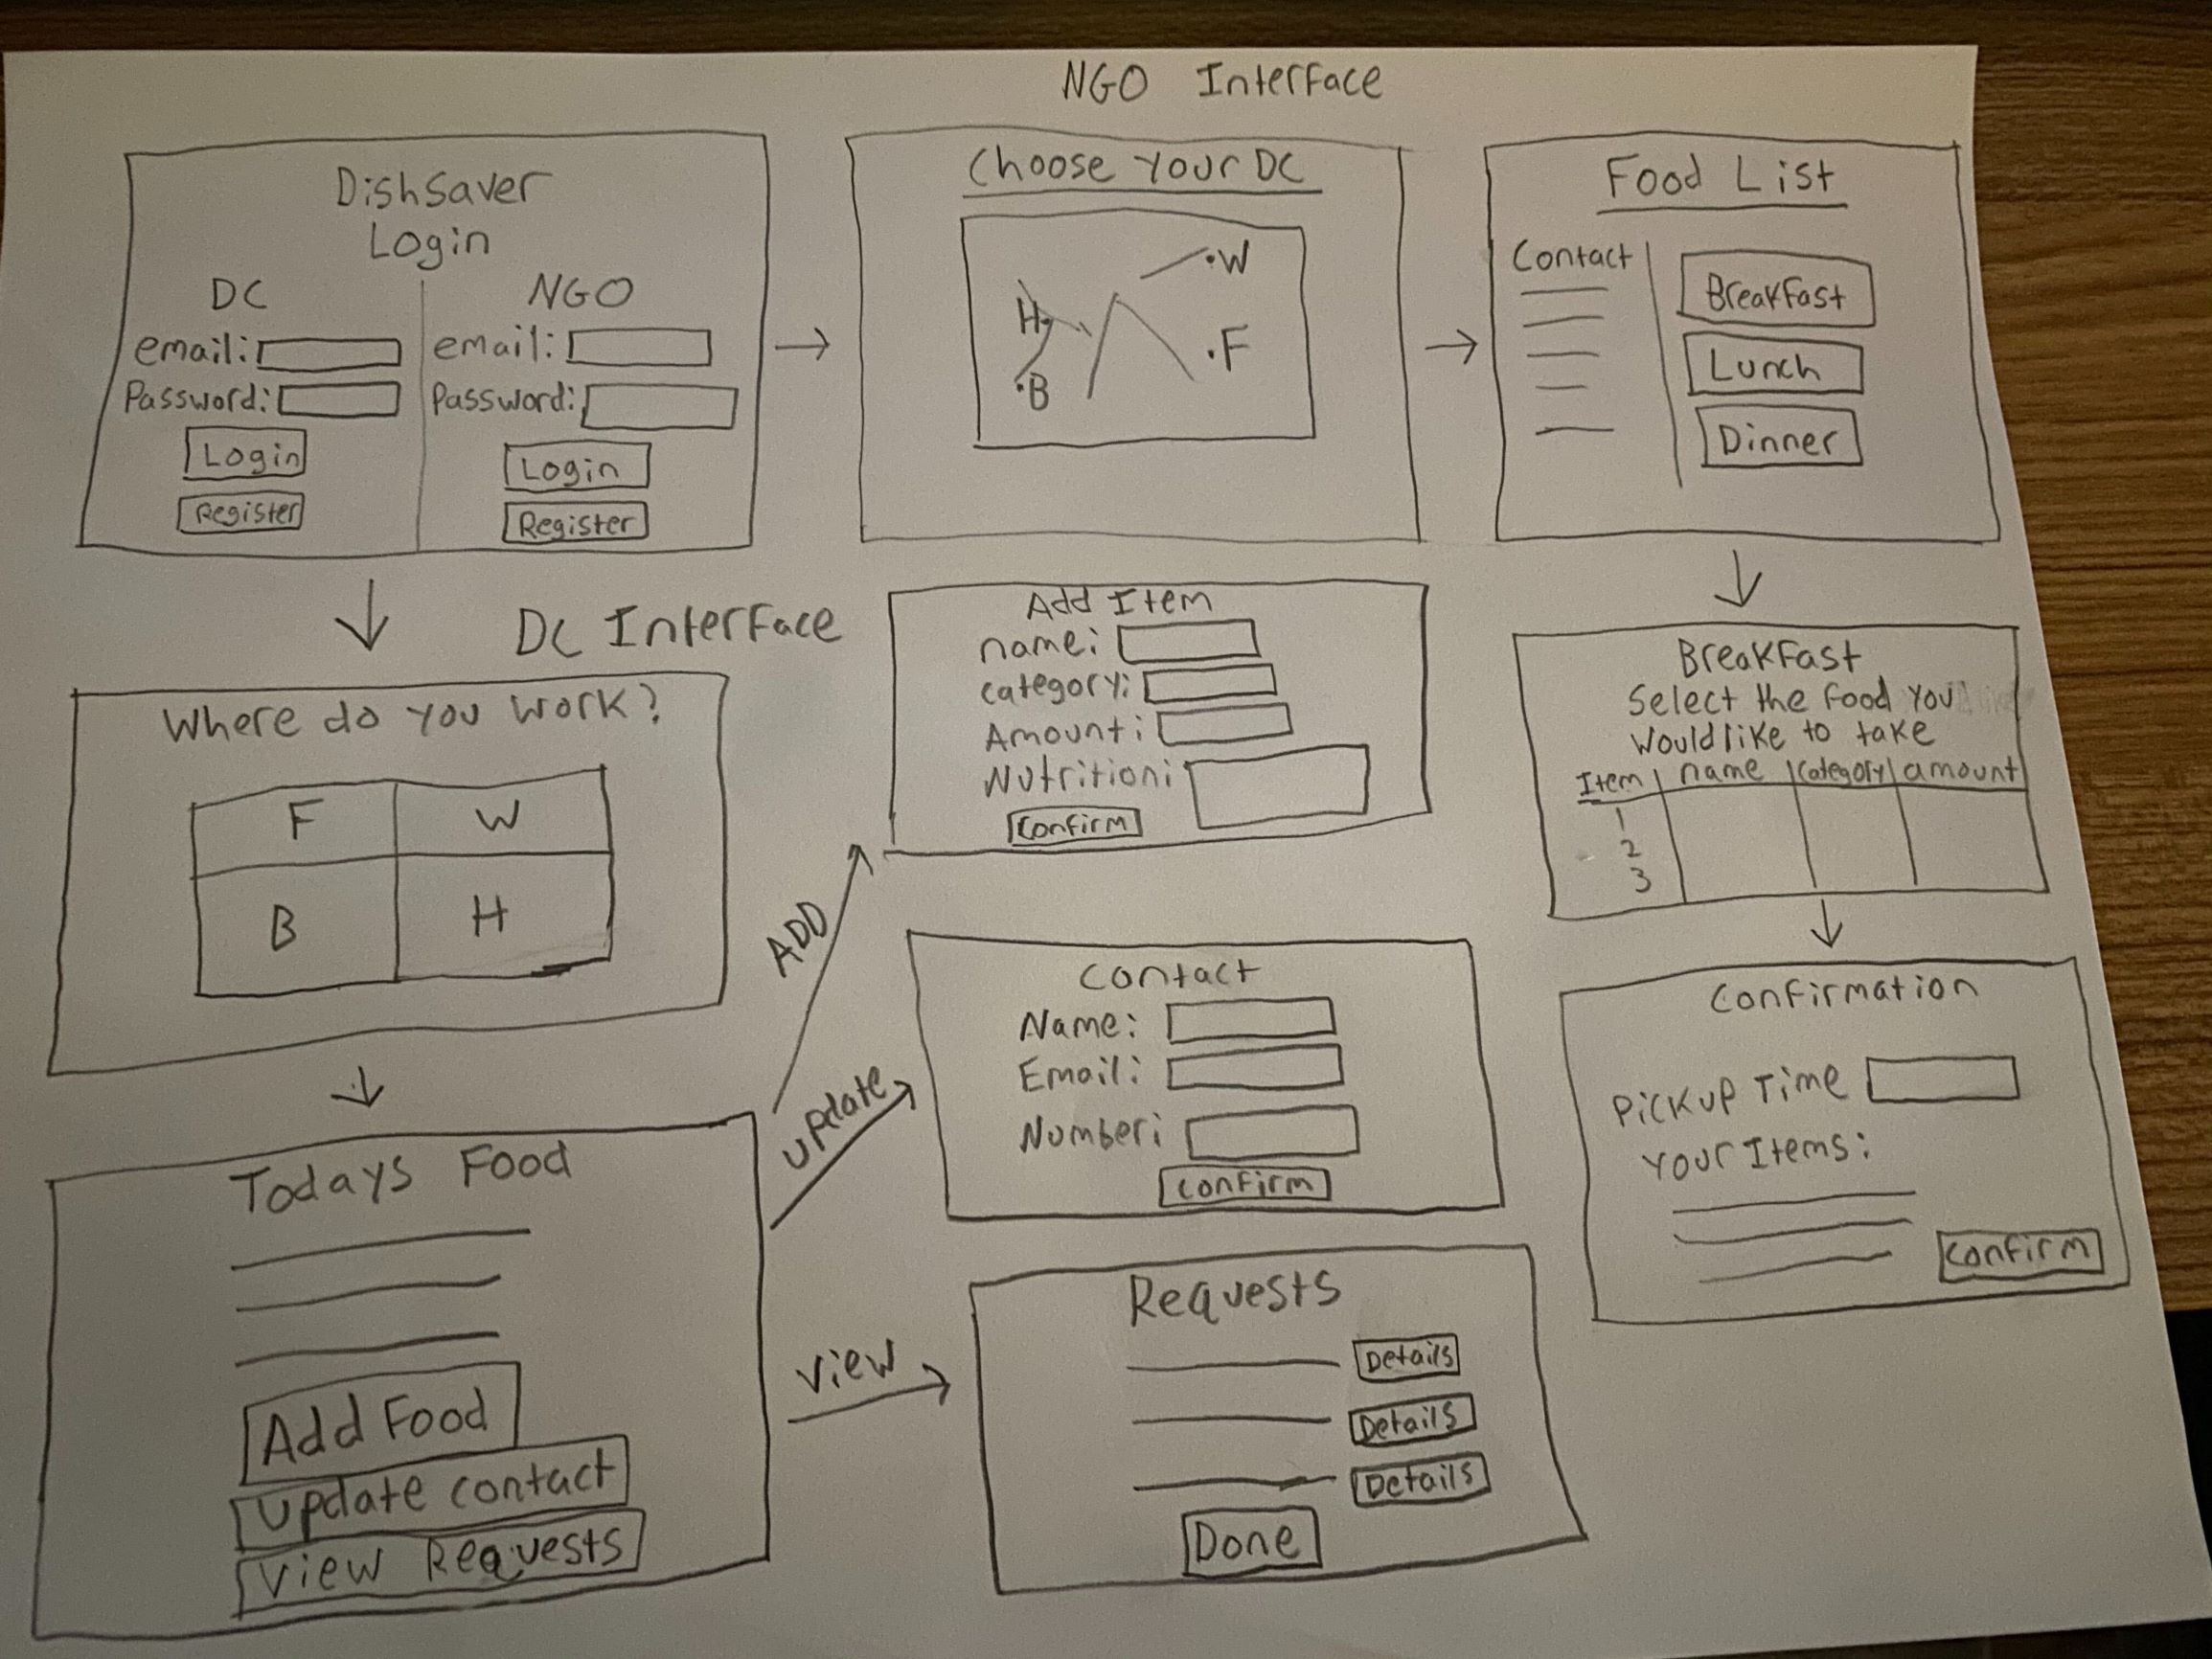 NGO Interface
DishSaver
Login
DC
email:
Password:
Login
Register
NGO
email:
Password:
Login
Register
Choose Your DC
W
H
F
B
Food List
Contact
Breakfast
Lunch
Dinner
DC Interface
Where do you work?
F W
B H
Add Item
name:
category:
Amount:
Nutrition:
Confirm
Breakfast
Select the food you
would like to take
Item name category amount
1
2
3
ADD
update
view
Contact
Name:
Email:
Number:
Confirm
Confirmation
Pickup Time
Your Items:
Confirm
Todays Food
Add Food
Update contact
View Requests
Requests
Details
Details
Details
Done